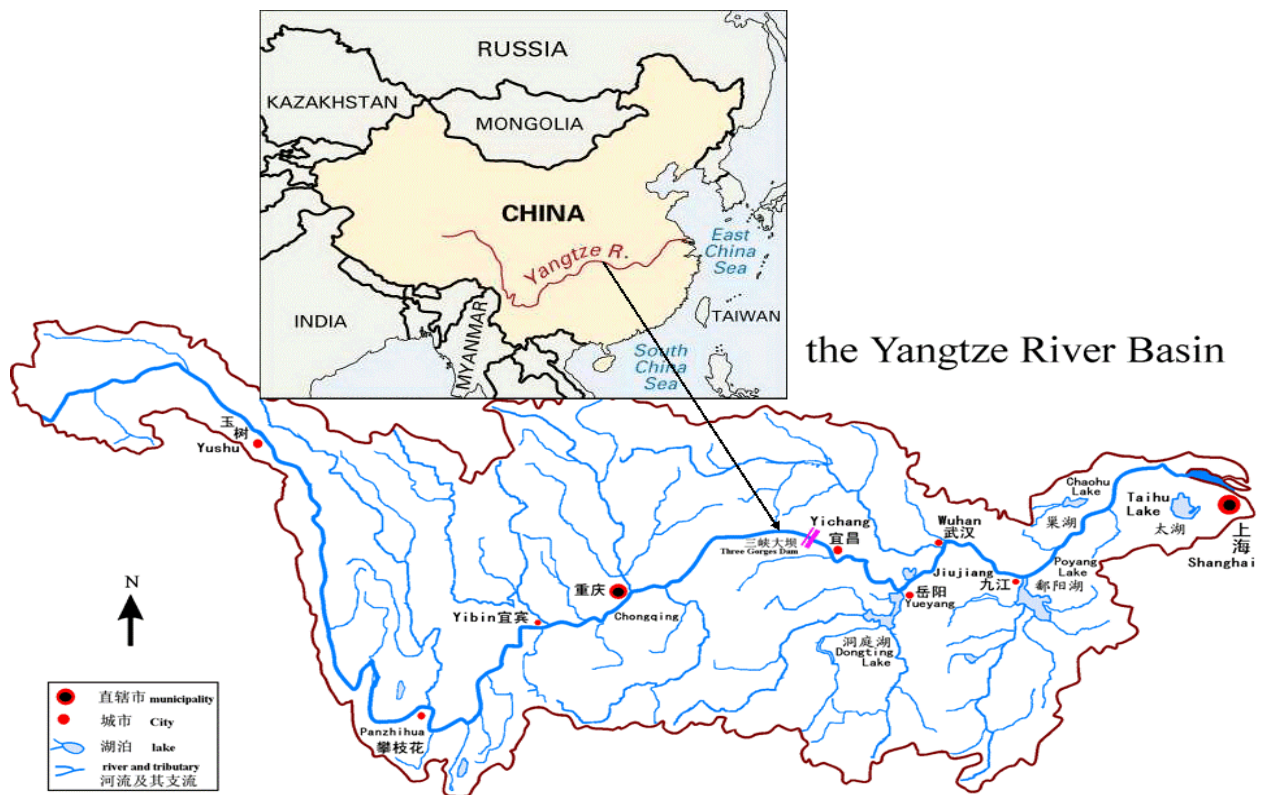 RUSSIA
KAZAKHSTAN
MONGOLIA
CHINA
Yangtze R.
East
China
Sea
INDIA
MYANMAR
TAIWAN
South
China
Sea
the Yangtze River Basin
玉
树
Yushu
Chaohu
Lake
巢湖
Taihu
Lake
太湖
上
海
Shanghai
Yichang
宜昌
三峡大坝
Three Gorges Dam
Wuhan
武汉
Poyang
Lake
鄱阳湖
Jiujiang
九江
岳阳
Yueyang
重庆
Chongqing
Yibin宜宾
洞庭湖
Dongting
Lake
Panzhihua
攀枝花
N
直辖市 municipality
城市 City
湖泊 lake
river and tributary
河流及其支流